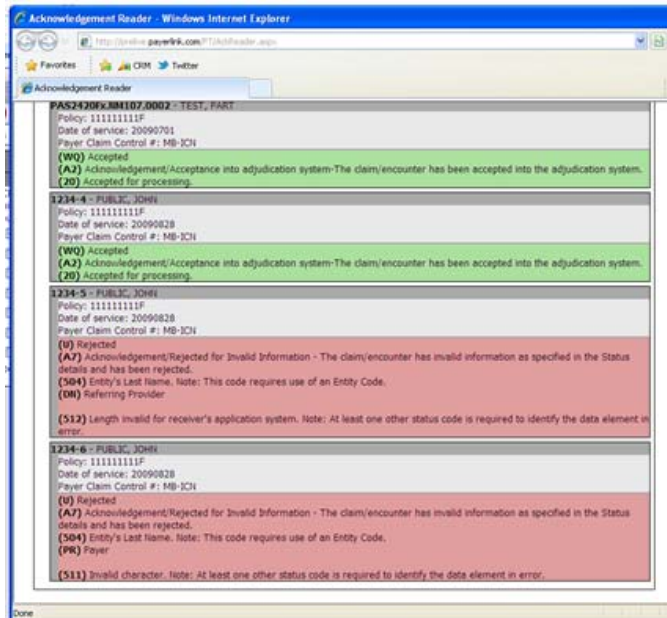 Acknowledgement Reader - Windows Internet Explorer
http://prelive.payerlink.com/PTJAckReader.aspx
Favorites CRM Twitter
Acknowledgement Reader
PAS2420Fx.NM107.0002 - TEST, PART
Policy: 111111111F
Date of service: 20090701
Payer Claim Control #: MB-ICN
(WQ) Accepted
(A2) Acknowledgement/Acceptance into adjudication system-The claim/encounter has been accepted into the adjudication system.
(20) Accepted for processing.
1234-4 - PUBLIC, JOHN
Policy: 111111111F
Date of service: 20090828
Payer Claim Control #: MB-ICN
(WQ) Accepted
(A2) Acknowledgement/Acceptance into adjudication system-The claim/encounter has been accepted into the adjudication system.
(20) Accepted for processing.
1234-5 - PUBLIC, JOHN
Policy: 111111111F
Date of service: 20090828
Payer Claim Control #: MB-ICN
(U) Rejected
(A7) Acknowledgement/Rejected for Invalid Information - The claim/encounter has invalid information as specified in the Status
details and has been rejected.
(504) Entity's Last Name. Note: This code requires use of an Entity Code.
(DN) Referring Provider
(512) Length invalid for receiver's application system. Note: At least one other status code is required to identify the data element in
error.
1234-6 - PUBLIC, JOHN
Policy: 111111111F
Date of service: 20090828
Payer Claim Control #: MB-ICN
(U) Rejected
(A7) Acknowledgement/Rejected for Invalid Information - The claim/encounter has invalid information as specified in the Status
details and has been rejected.
(504) Entity's Last Name. Note: This code requires use of an Entity Code.
(PR) Payer
(511) Invalid character. Note: At least one other status code is required to identify the data element in error.
Done